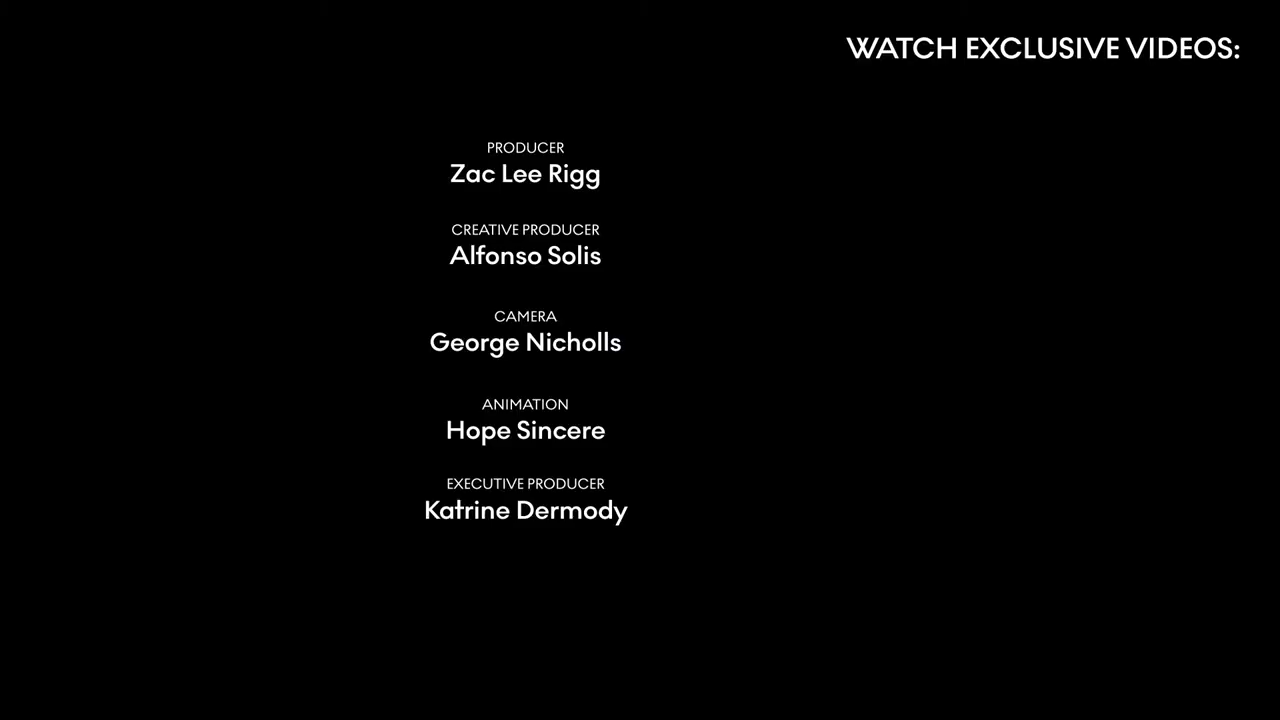 WATCH EXCLUSIVE VIDEOS:
PRODUCER
Zac Lee Rigg
CREATIVE PRODUCER
Alfonso Solis
CAMERA
George Nicholls
ANIMATION
Hope Sincere
EXECUTIVE PRODUCER
Katrine Dermody